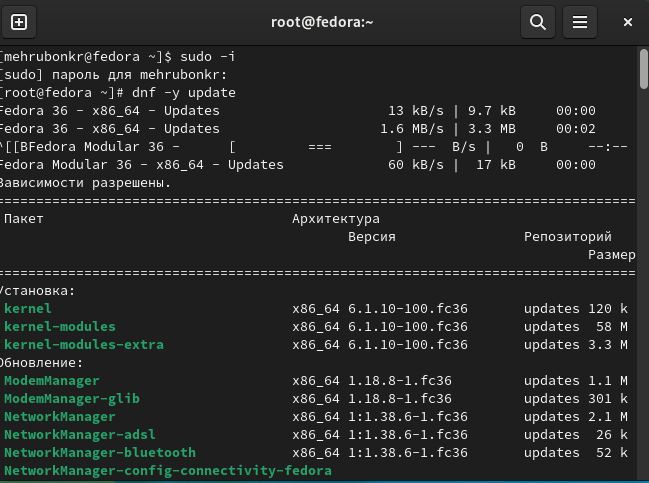 root@fedora:~
[mehrubonkr@fedora ~]$ sudo -i
[sudo] пароль для mehrubonkr:
[root@fedora ~]# dnf -y update
Fedora 36 - x86_64 - Updates 13 kB/s | 9.7 kB 00:00
Fedora 36 - x86_64 - Updates 1.6 MB/s | 3.3 MB 00:02
^[[BFedora Modular 36 - [ === ] --- B/s | 0 B --:--
Fedora Modular 36 - x86_64 - Updates 60 kB/s | 17 kB 00:00
Зависимости разрешены.
================================================================================
Пакет Архитектура
Версия Репозиторий
Размер
================================================================================
Установка:
kernel x86_64 6.1.10-100.fc36 updates 120 k
kernel-modules x86_64 6.1.10-100.fc36 updates 58 M
kernel-modules-extra x86_64 6.1.10-100.fc36 updates 3.3 M
Обновление:
ModemManager x86_64 1.18.8-1.fc36 updates 1.1 M
ModemManager-glib x86_64 1.18.8-1.fc36 updates 301 k
NetworkManager x86_64 1:1.38.6-1.fc36 updates 2.1 M
NetworkManager-adsl x86_64 1:1.38.6-1.fc36 updates 26 k
NetworkManager-bluetooth x86_64 1:1.38.6-1.fc36 updates 52 k
NetworkManager-config-connectivity-fedora